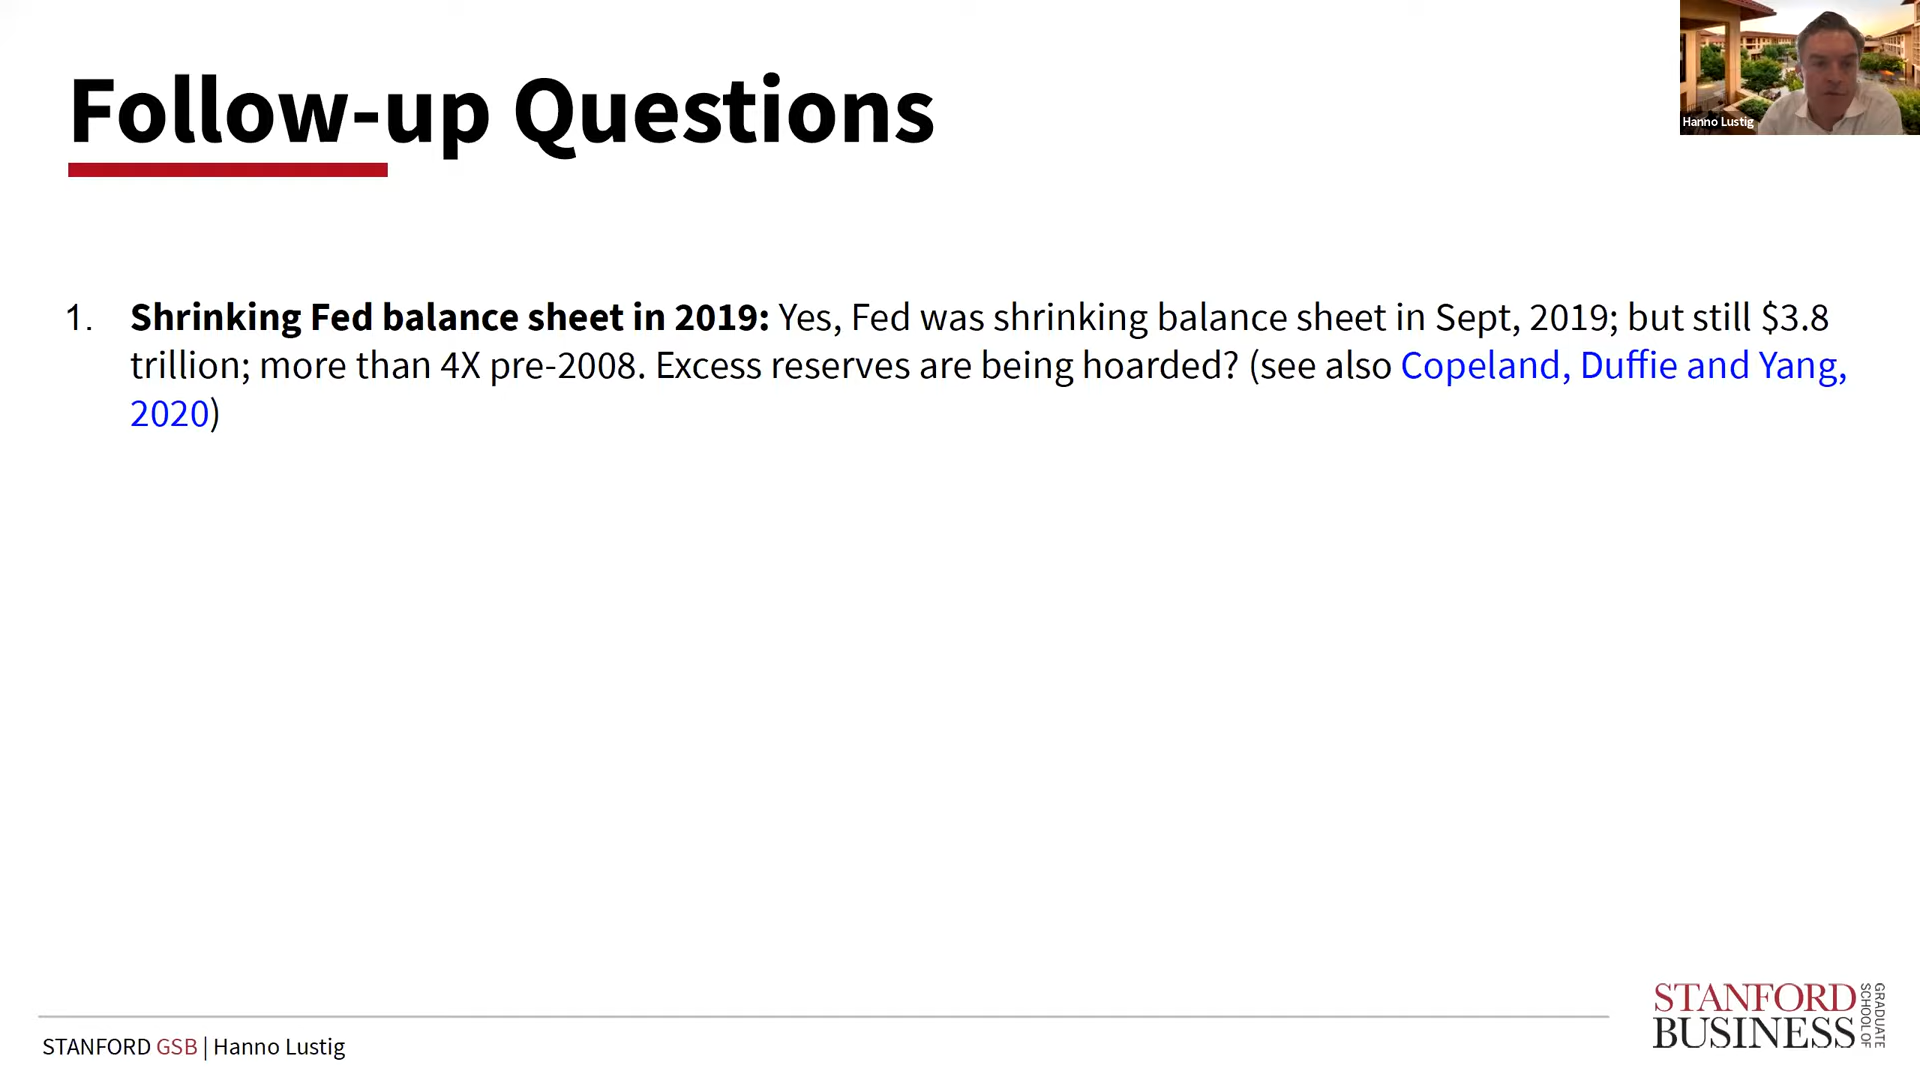 Follow-up Questions
Hanno Lustig
1. Shrinking Fed balance sheet in 2019: Yes, Fed was shrinking balance sheet in Sept, 2019; but still $3.8
trillion; more than 4X pre-2008. Excess reserves are being hoarded? (see also Copeland, Duffie and Yang,
2020)
STANFORD GSB | Hanno Lustig
STANFORD
BUSINESS
GRADUATE
SCHOOL OF